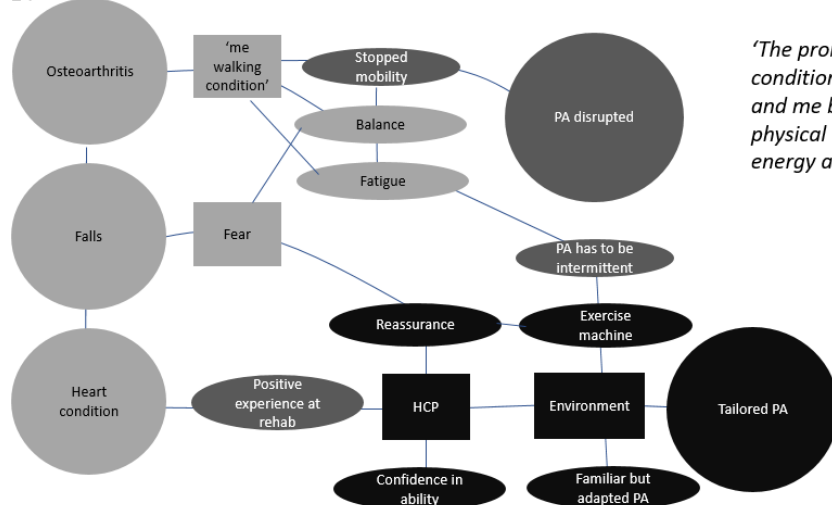 Osteoarthritis
'me
walking
condition'
Stopped
mobility
Balance
Fatigue
PA disrupted
Falls
Fear
PA has to be
intermittent
Reassurance
Exercise
machine
Heart
condition
Positive
experience at
rehab
HCP
Environment
Tailored PA
Confidence in
ability
Familiar but
adapted PA
'The
condition
and me
physical
energy